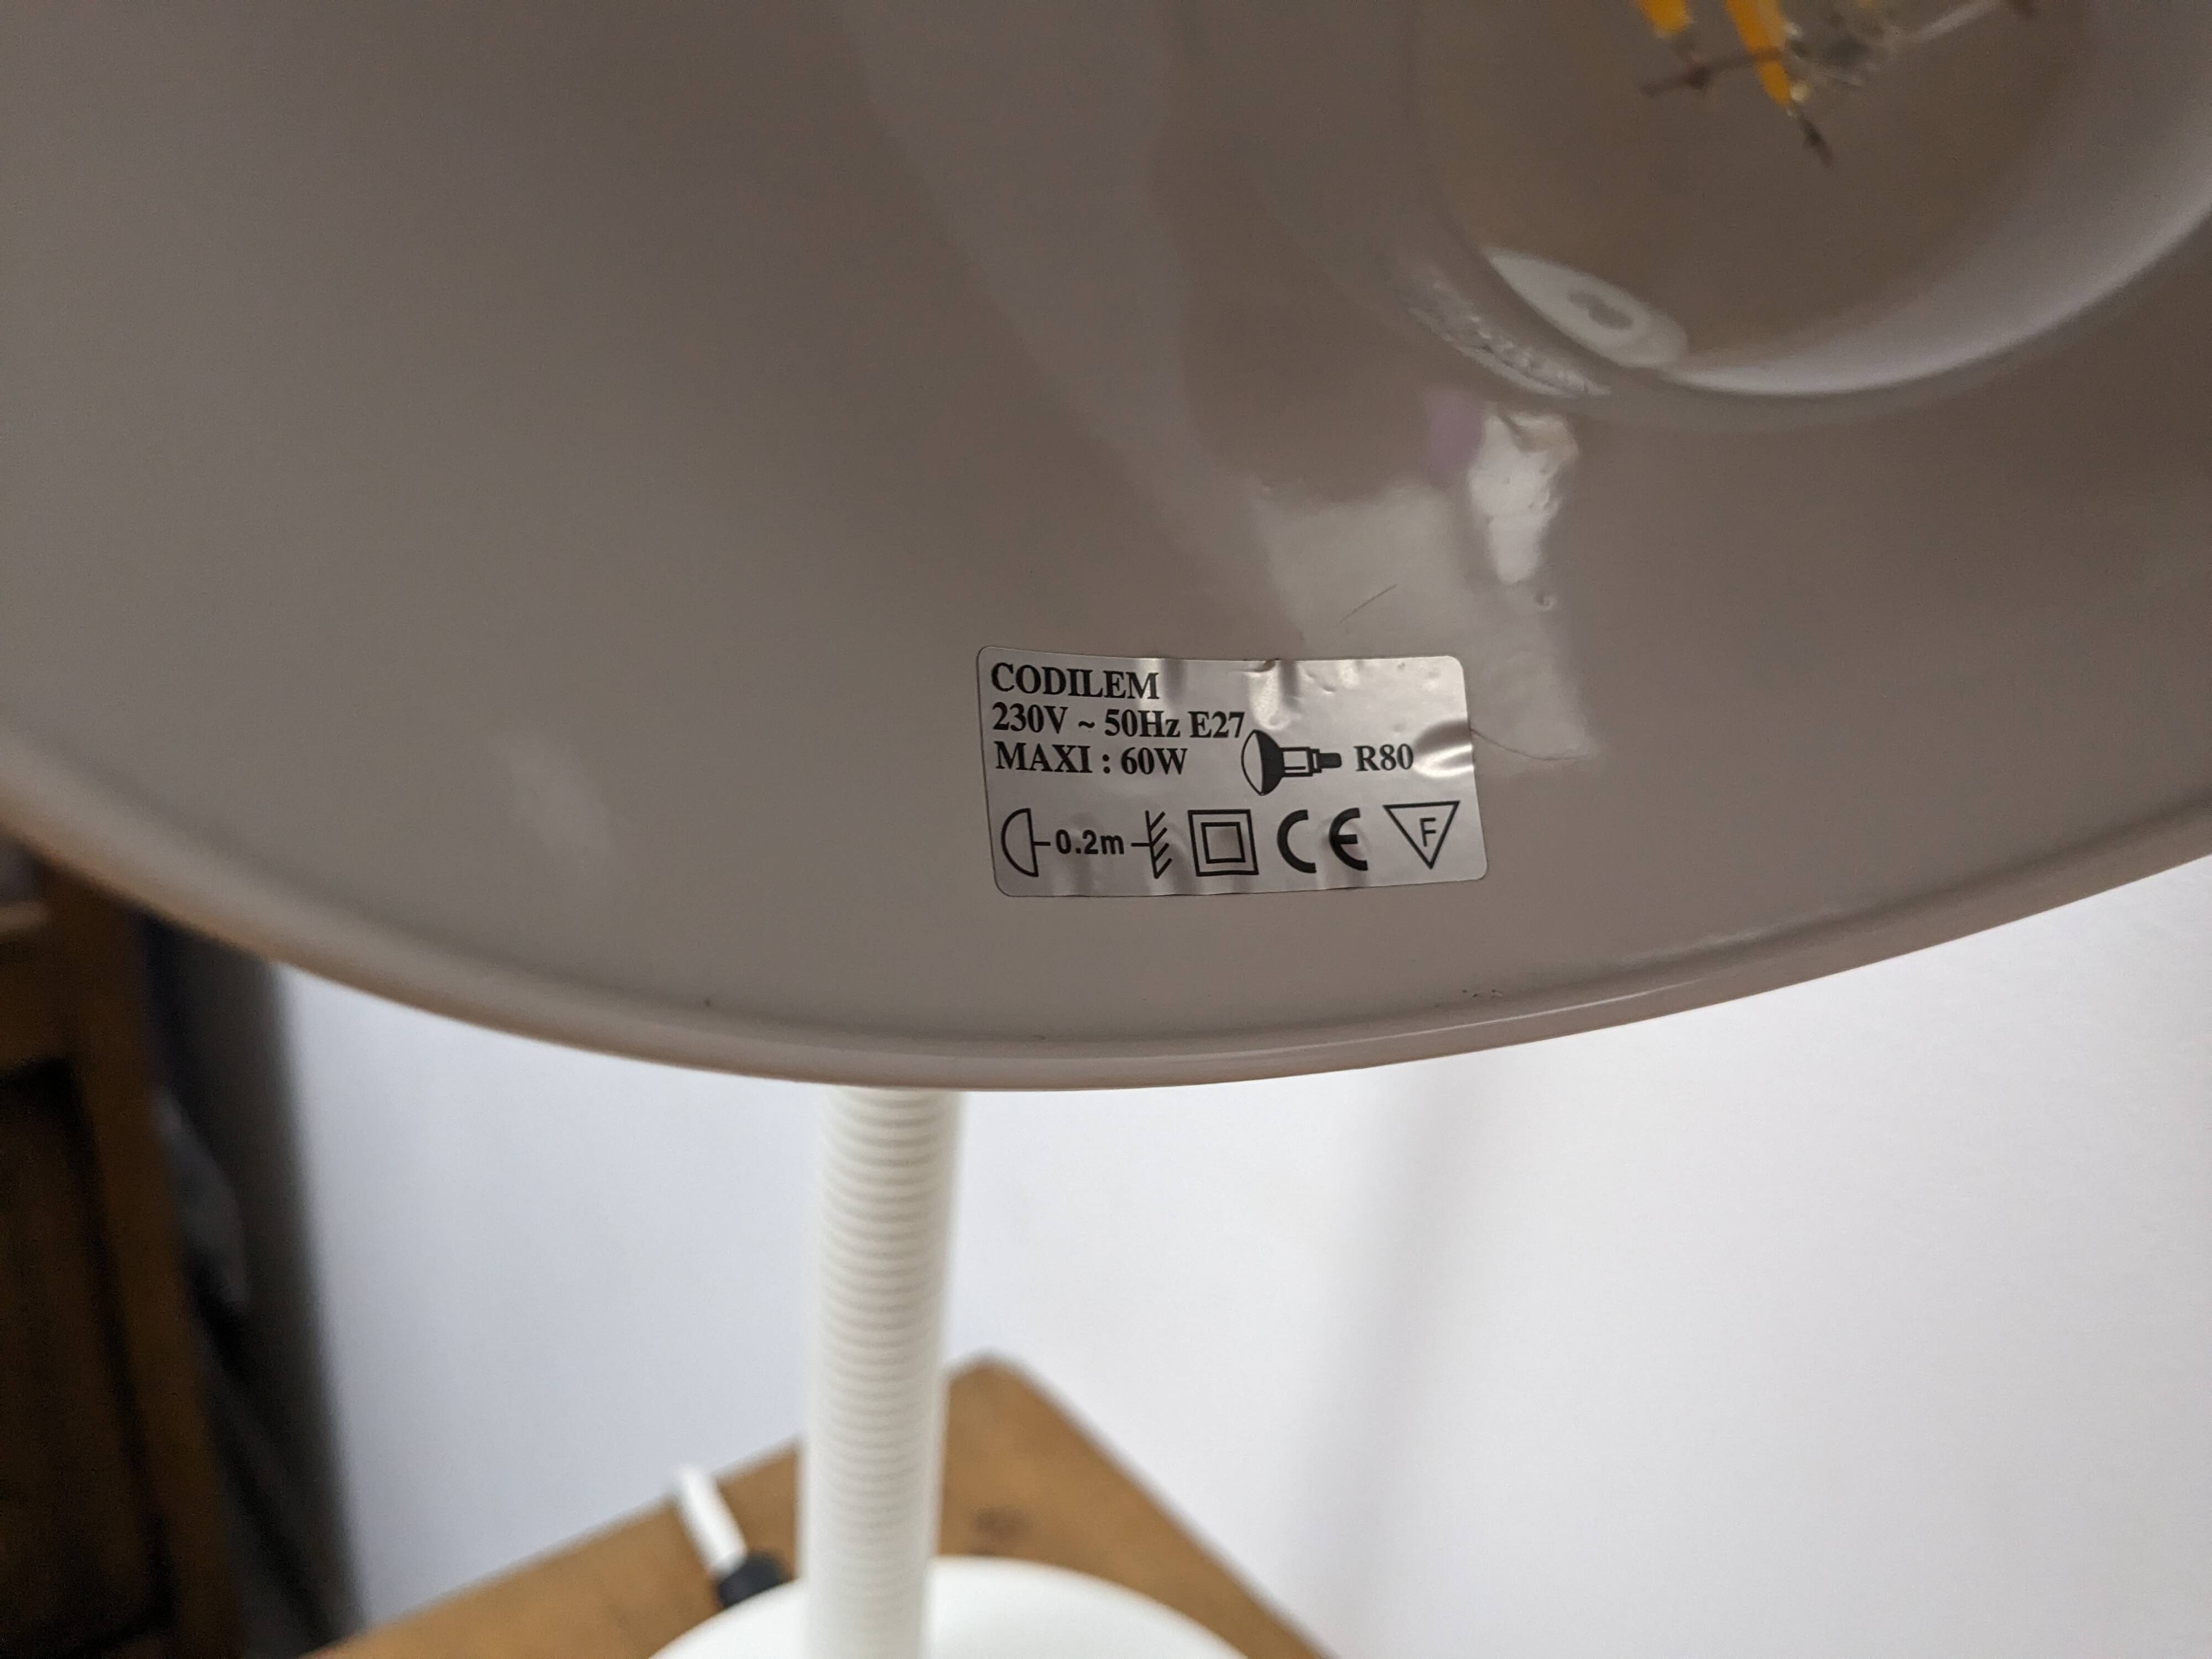 CODILEM
230V ~ 50Hz E27
MAXI : 60W R80
0.2m CE F